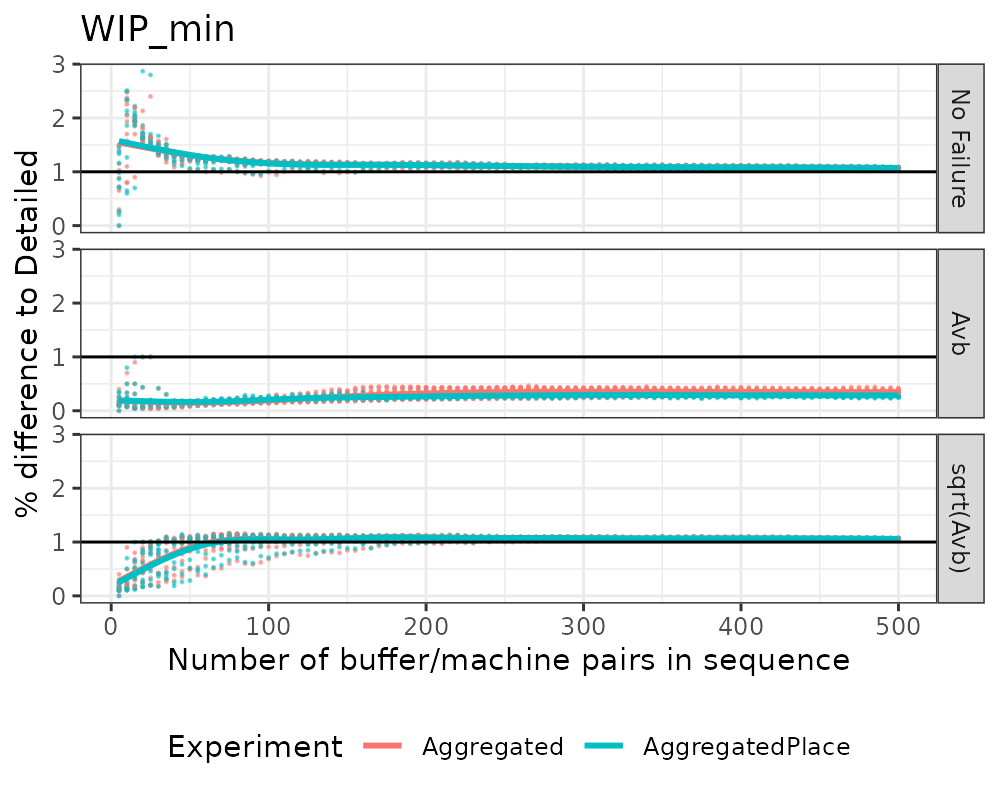 WIP_min
% difference to Detailed
3
2
1
0
No Failure
3
2
1
0
Avb
3
2
1
0
sqrt(Avb)
0 100 200 300 400 500
Number of buffer/machine pairs in sequence
Experiment Aggregated AggregatedPlace